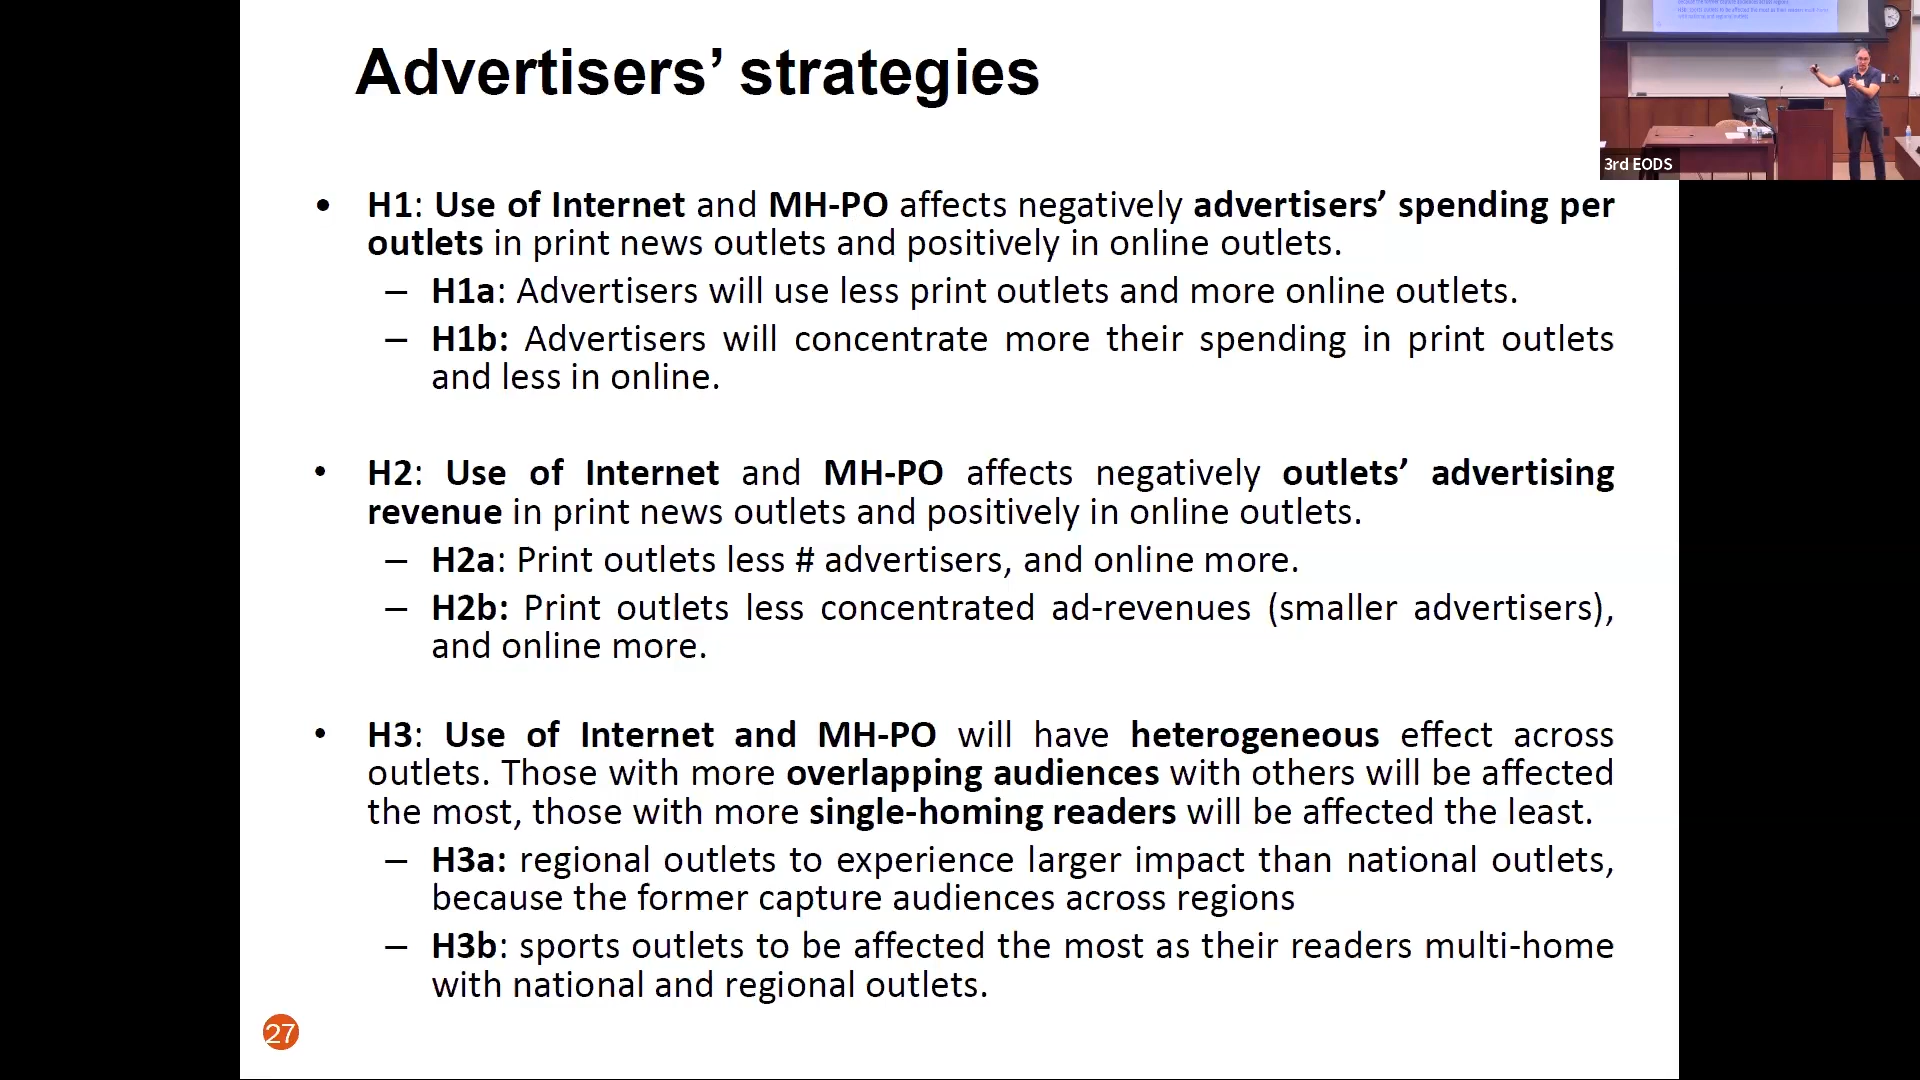 Advertisers’ strategies
3rd EODS
• H1: Use of Internet and MH-PO affects negatively advertisers’ spending per
outlets in print news outlets and positively in online outlets.
– H1a: Advertisers will use less print outlets and more online outlets.
– H1b: Advertisers will concentrate more their spending in print outlets
and less in online.
• H2: Use of Internet and MH-PO affects negatively outlets’ advertising
revenue in print news outlets and positively in online outlets.
– H2a: Print outlets less # advertisers, and online more.
– H2b: Print outlets less concentrated ad-revenues (smaller advertisers),
and online more.
• H3: Use of Internet and MH-PO will have heterogeneous effect across
outlets. Those with more overlapping audiences with others will be affected
the most, those with more single-homing readers will be affected the least.
– H3a: regional outlets to experience larger impact than national outlets,
because the former capture audiences across regions
– H3b: sports outlets to be affected the most as their readers multi-home
with national and regional outlets.
27